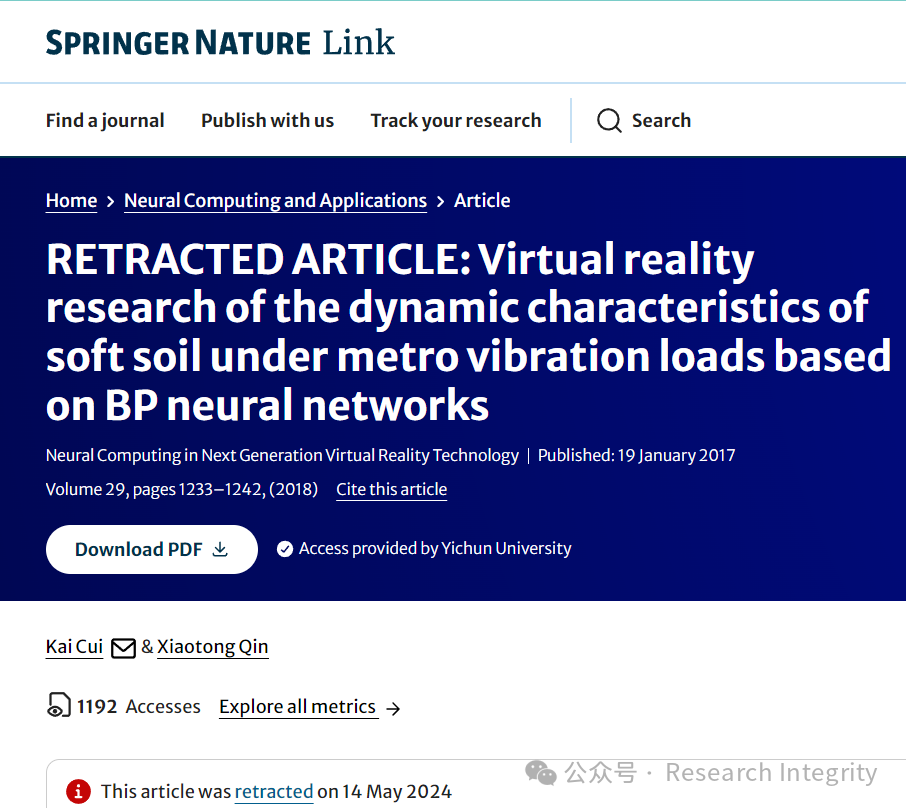 SPRINGER NATURE Link
Find a journal Publish with us Track your research Search
Home > Neural Computing and Applications > Article
RETRACTED ARTICLE: Virtual reality
research of the dynamic characteristics of
soft soil under metro vibration loads based
on BP neural networks
Neural Computing in Next Generation Virtual Reality Technology | Published: 19 January 2017
Volume 29, pages 1233–1242, (2018) Cite this article
Download PDF Access provided by Yichun University
Kai Cui & Xiaotong Qin
1192 Accesses Explore all metrics →
This article was retracted on 14 May 2024
公众号 · Research Integrity